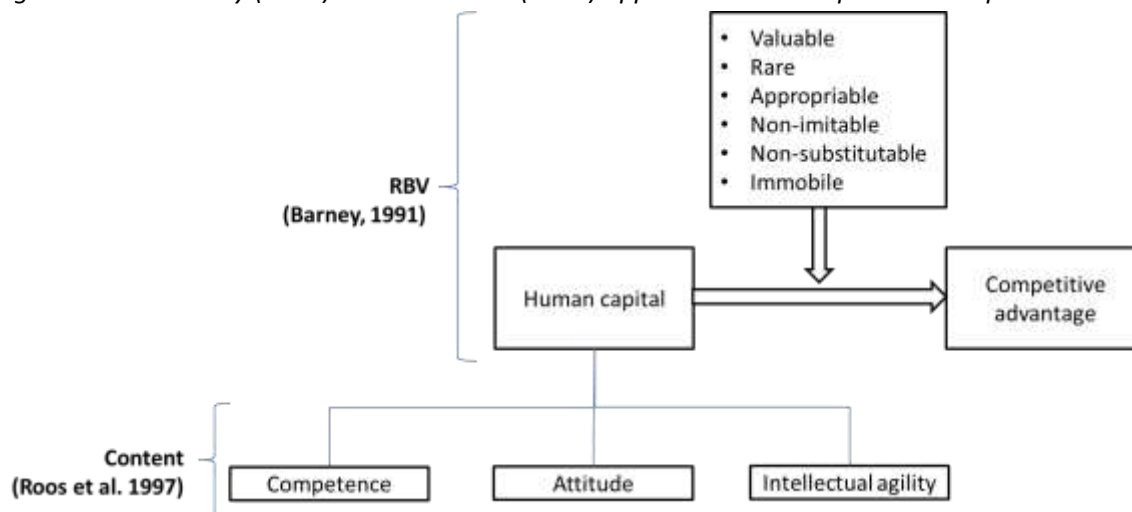 • Valuable
• Rare
• Appropriable
• Non-imitable
• Non-substitutable
• Immobile
RBV
(Barney, 1991)
Human capital
Competitive
advantage
Content
(Roos et al. 1997)
Competence
Attitude
Intellectual agility